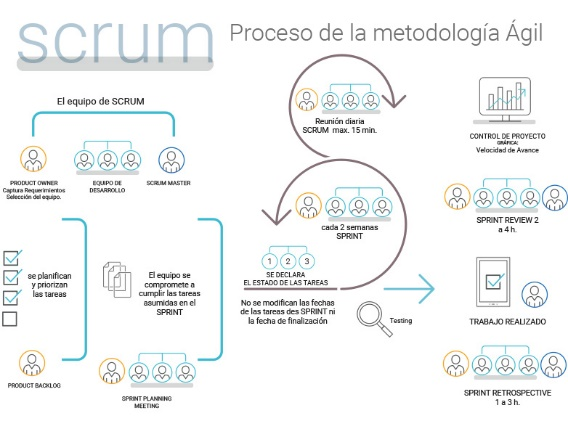 scrum
Proceso de la metodología Ágil
El equipo de SCRUM
PRODUCT OWNER
Captura Requeirimientos
Selección del equipo.
EQUIPO DE
DESARROLLO
SCRUM MASTER
se planifican
y priorizan
las tareas
El equipo se
compromete a
cumplir las tareas
asumidas en el
SPRINT
PRODUCT BACKLOG
SPRINT PLANNING
MEETING
Reunión diaria
SCRUM max. 15 min.
cada 2 semanas
SPRINT
1 2 3
SE DECLARA
EL ESTADO DE LAS TAREAS
No se modifican las fechas
de las tareas des SPRINT ni
la fecha de finalización
Testing
CONTROL DE PROYECTO
GRÁFICA:
Velocidad de Avance
SPRINT REVIEW 2
a 4 h.
TRABAJO REALIZADO
SPRINT RETROSPECTIVE
1 a 3 h.